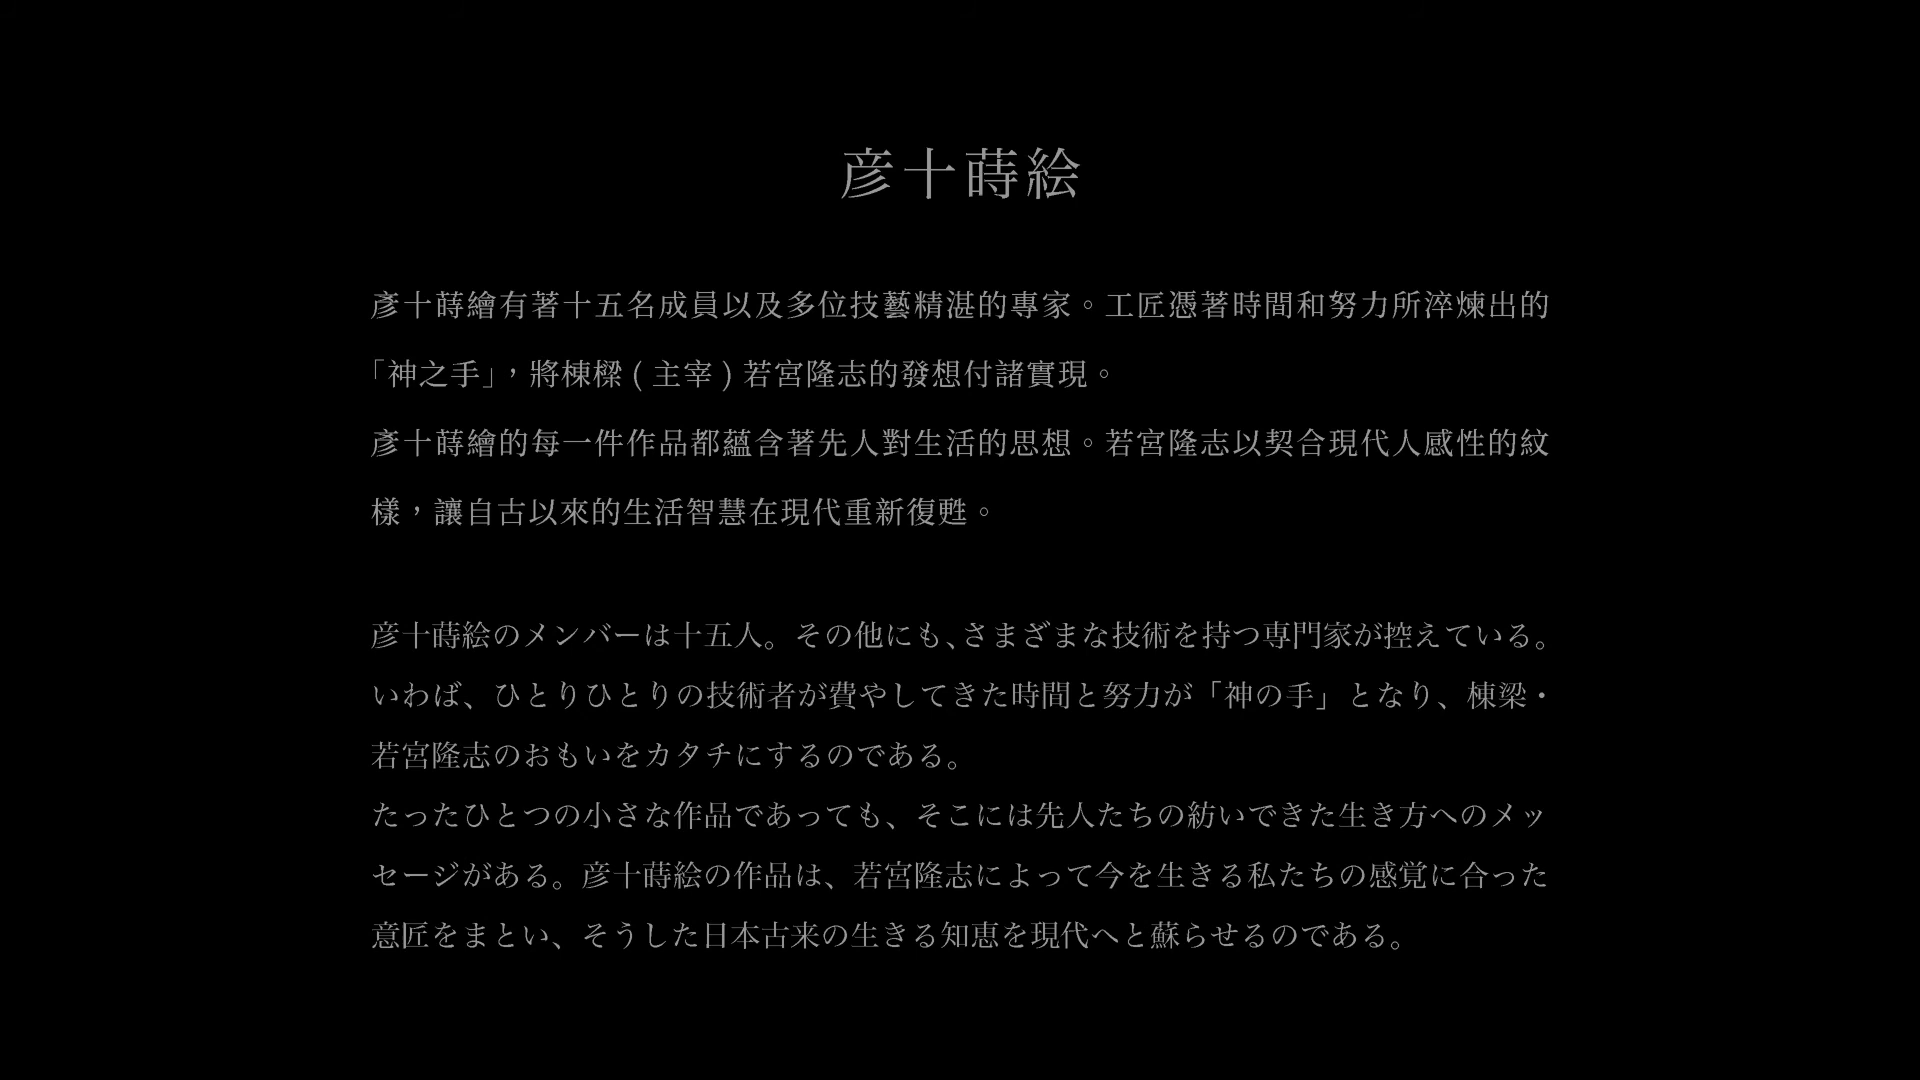 彦十蒔絵
彥十蒔繪有著十五名成員以及多位技藝精湛的專家。工匠憑著時間和努力所淬煉出的
「神之手」，將棟樑 ( 主宰 ) 若宮隆志的發想付諸實現。
彥十蒔繪的每一件作品都蘊含著先人對生活的思想。若宮隆志以契合現代人感性的紋
樣，讓自古以來的生活智慧在現代重新復甦。
彦十蒔絵のメンバーは十五人。その他にも、さまざまな技術を持つ専門家が控えている。
いわば、ひとりひとりの技術者が費やしてきた時間と努力が「神の手」となり、棟梁・
若宮隆志のおもいをカタチにするのである。
たったひとつの小さな作品であっても、そこには先人たちの紡いできた生き方へのメッ
セージがある。彦十蒔絵の作品は、若宮隆志によって今を生きる私たちの感覚に合った
意匠をまとい、そうした日本古来の生きる知恵を現代へと蘇らせるのである。